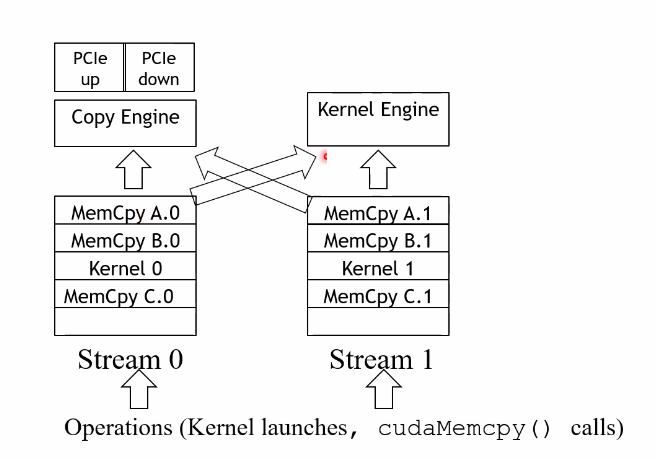 PCIe up
PCIe down
Copy Engine
Kernel Engine
MemCpy A.0
MemCpy B.0
Kernel 0
MemCpy C.0
MemCpy A.1
MemCpy B.1
Kernel 1
MemCpy C.1
Stream 0
Stream 1
Operations (Kernel launches, cudaMemcpy() calls)